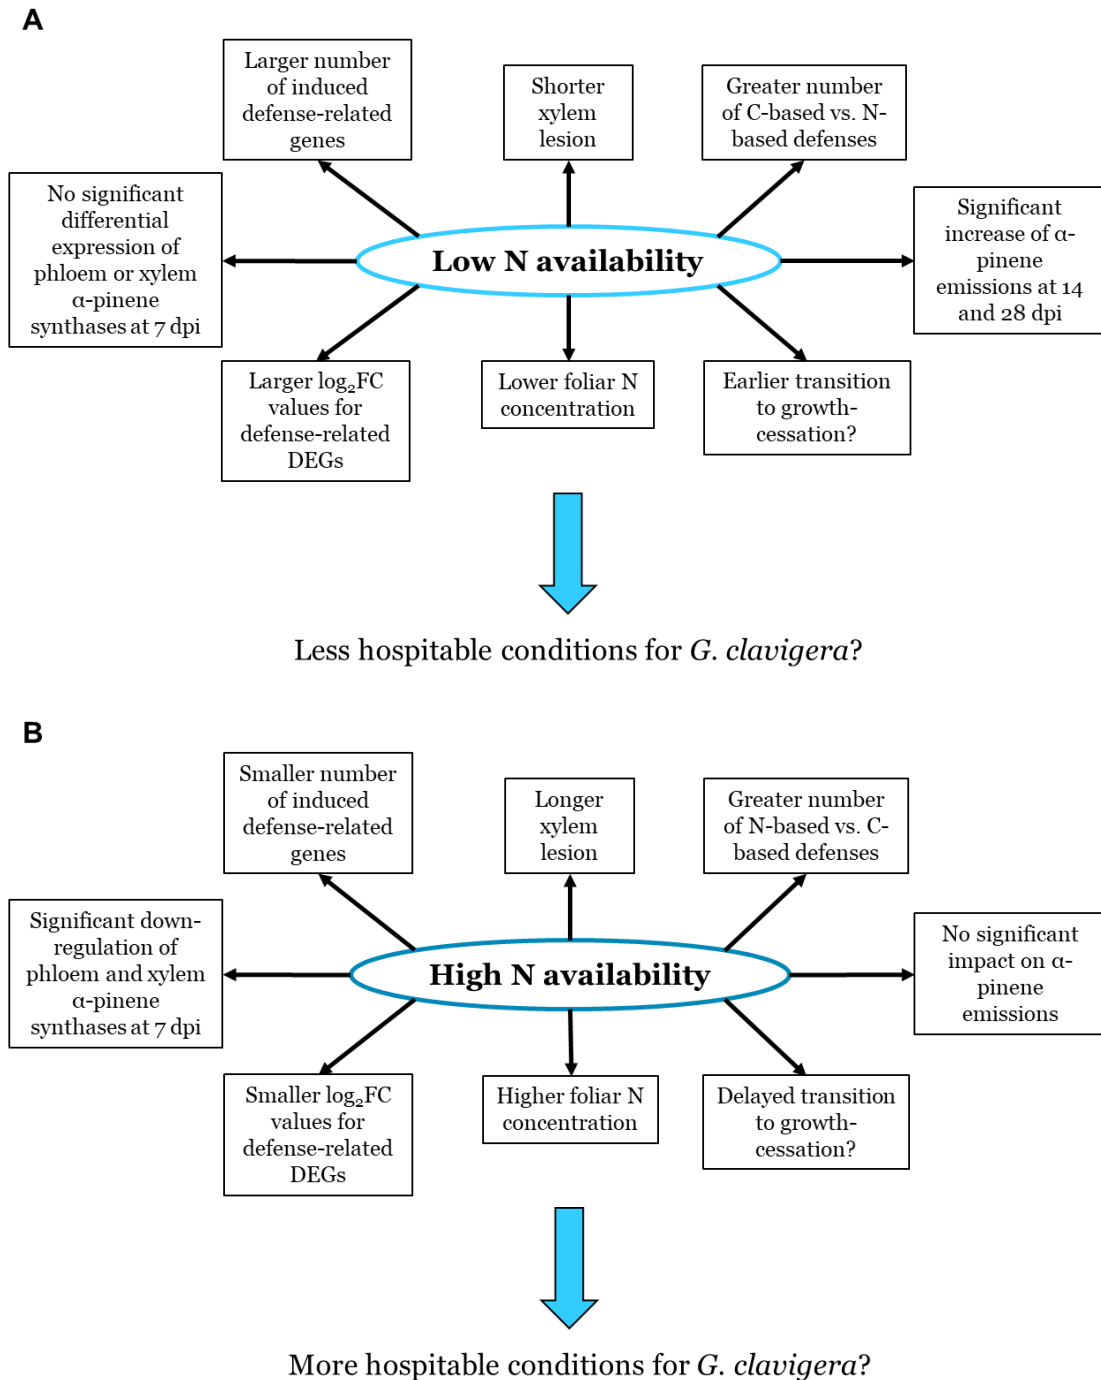 A
Larger number
of induced
defense-related
genes
Shorter
xylem
lesion
Greater number
of C-based vs. N-
based defenses
No significant
differential
expression of
phloem or xylem
α-pinene
synthases at 7 dpi
Low N availability
Significant
increase of α-
pinene
emissions at 14
and 28 dpi
Larger log₂FC
values for
defense-related
DEGs
Lower foliar N
concentration
Earlier transition
to growth-
cessation?
Less hospitable conditions for G. clavigera?
B
Smaller number
of induced
defense-related
genes
Longer
xylem
lesion
Greater number
of N-based vs. C-
based defenses
Significant down-
regulation of
phloem and xylem
α-pinene
synthases at 7 dpi
High N availability
No significant
impact on α-
pinene
emissions
Smaller log₂FC
values for
defense-related
DEGs
Higher foliar N
concentration
Delayed transition
to growth-
cessation?
More hospitable conditions for G. clavigera?